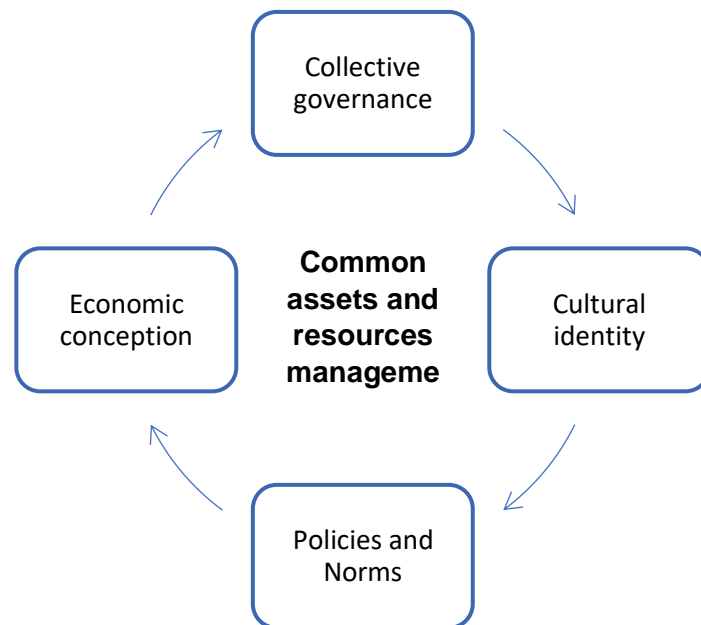 Collective
governance
Economic
conception
Common
assets and
resources
manageme
Cultural
identity
Policies and
Norms